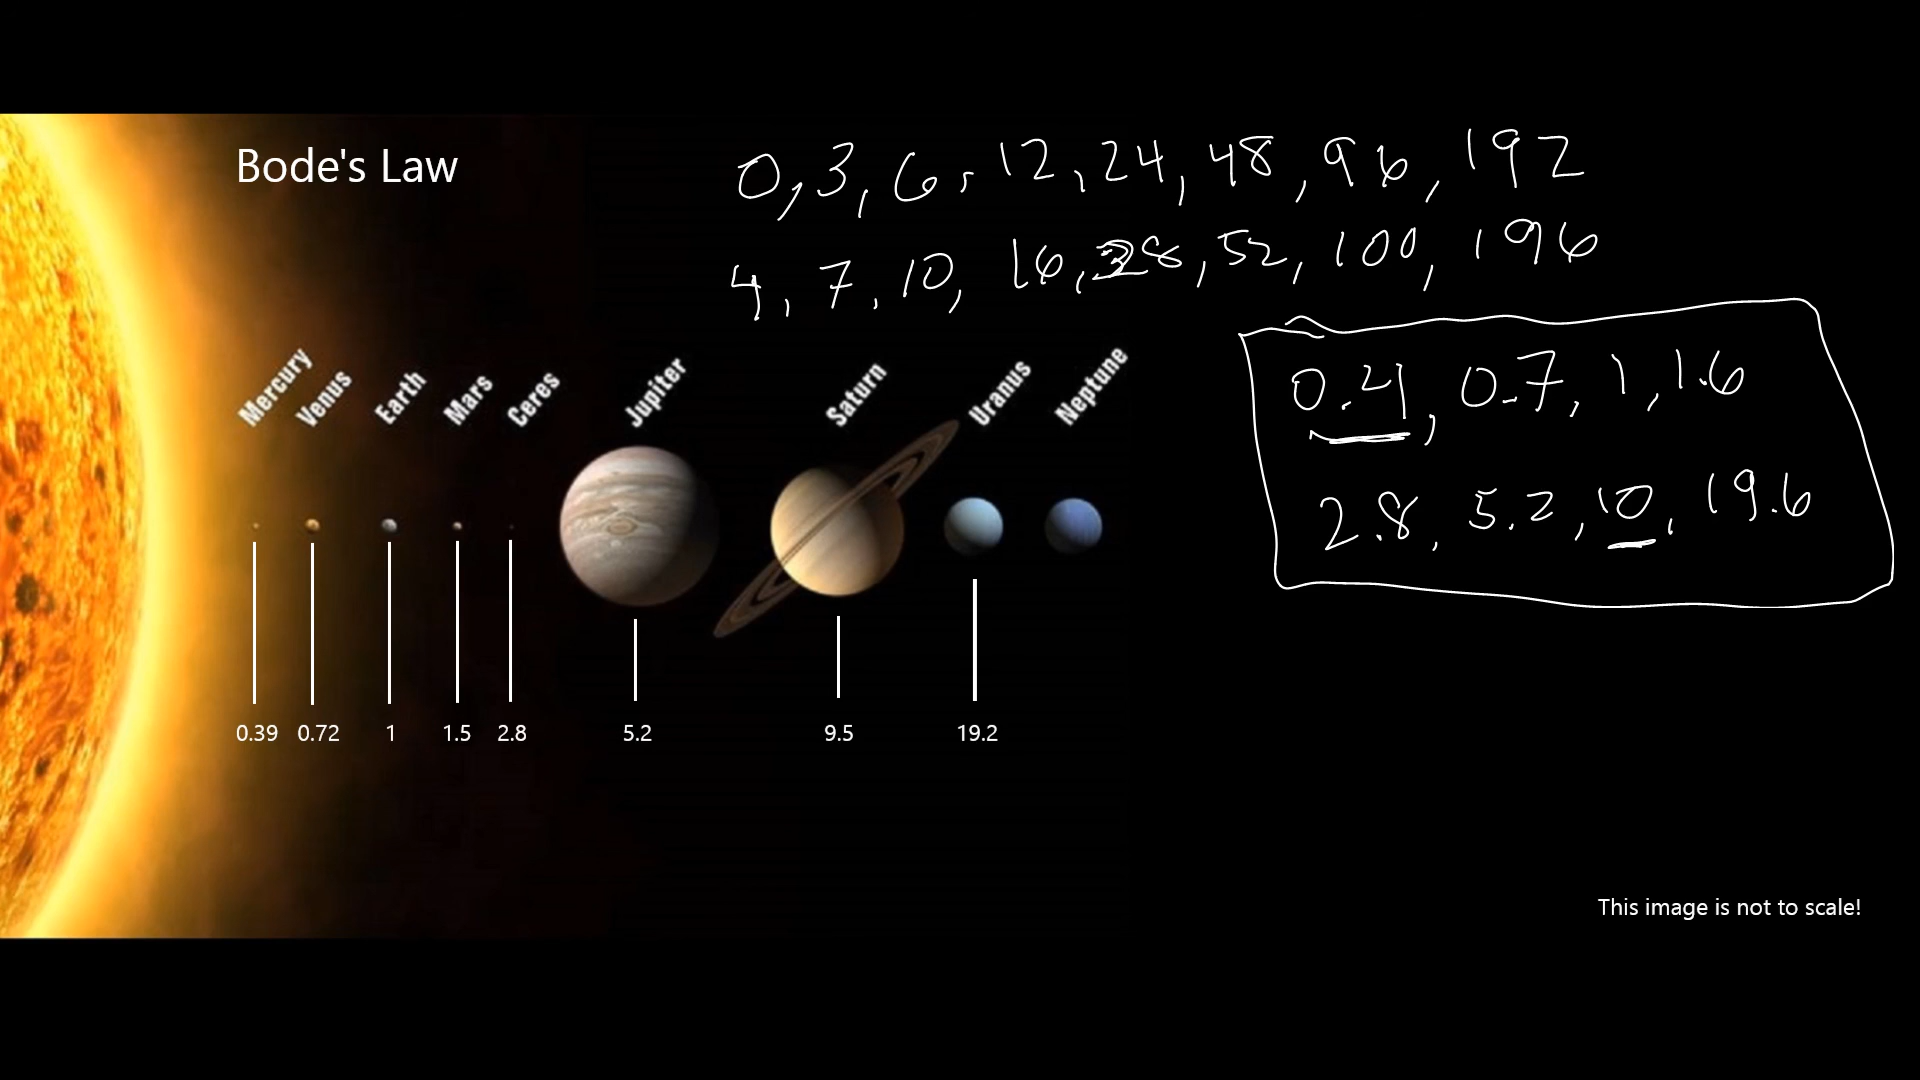 Bode's Law
0, 3, 6, 12, 24, 48, 96, 192
4, 7, 10, 16, 28, 52, 100, 196
0.4, 0.7, 1, 1.6
2.8, 5.2, 10, 19.6
Mercury Venus Earth Mars Ceres Jupiter Saturn Uranus Neptune
0.39 0.72 1 1.5 2.8 5.2 9.5 19.2
This image is not to scale!